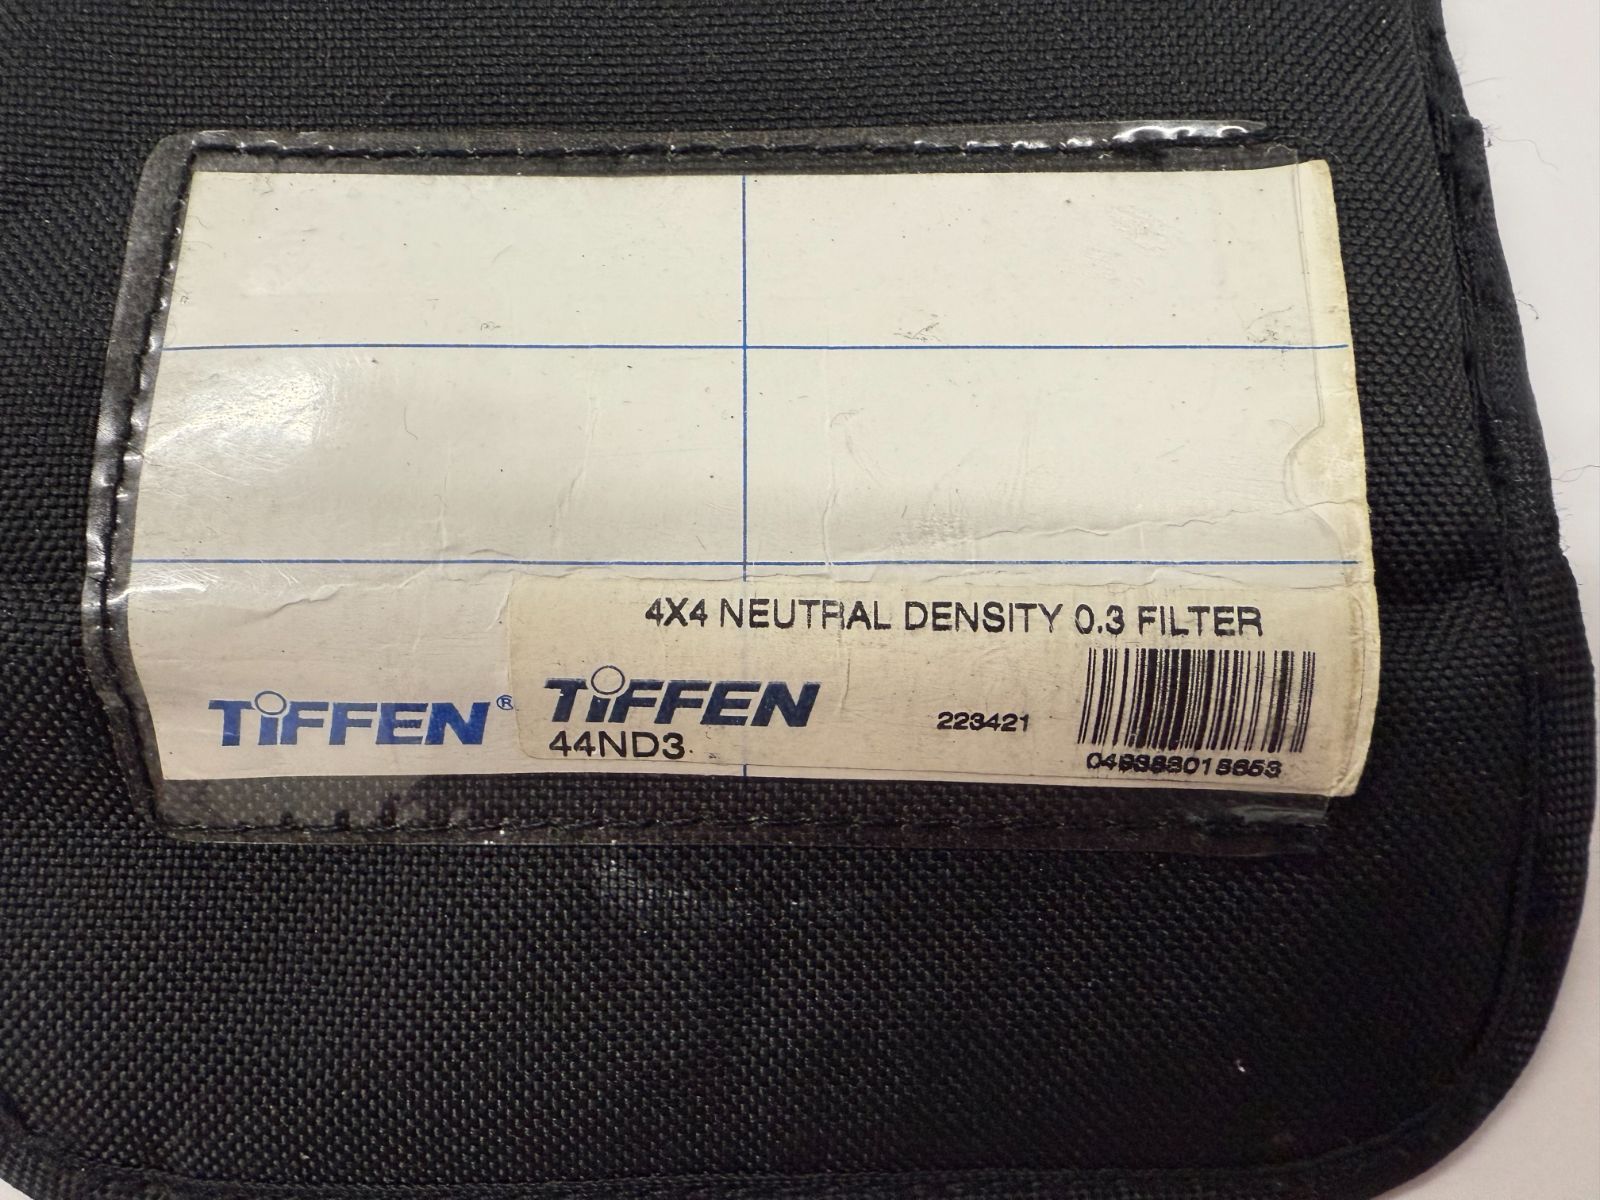 4X4 NEUTRAL DENSITY 0.3 FILTER
TiFFEN® TiFFEN
44ND3
223421